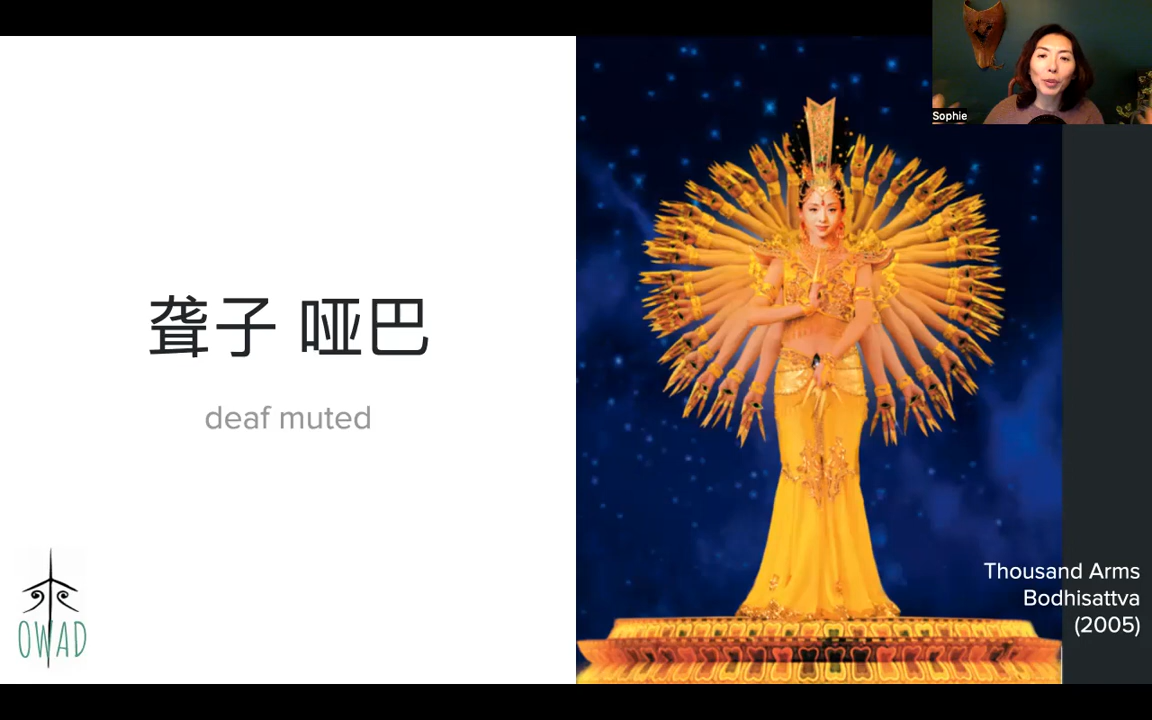 Sophie
聋子 哑巴
deaf muted
OWAD
Thousand Arms
Bodhisattva
(2005)